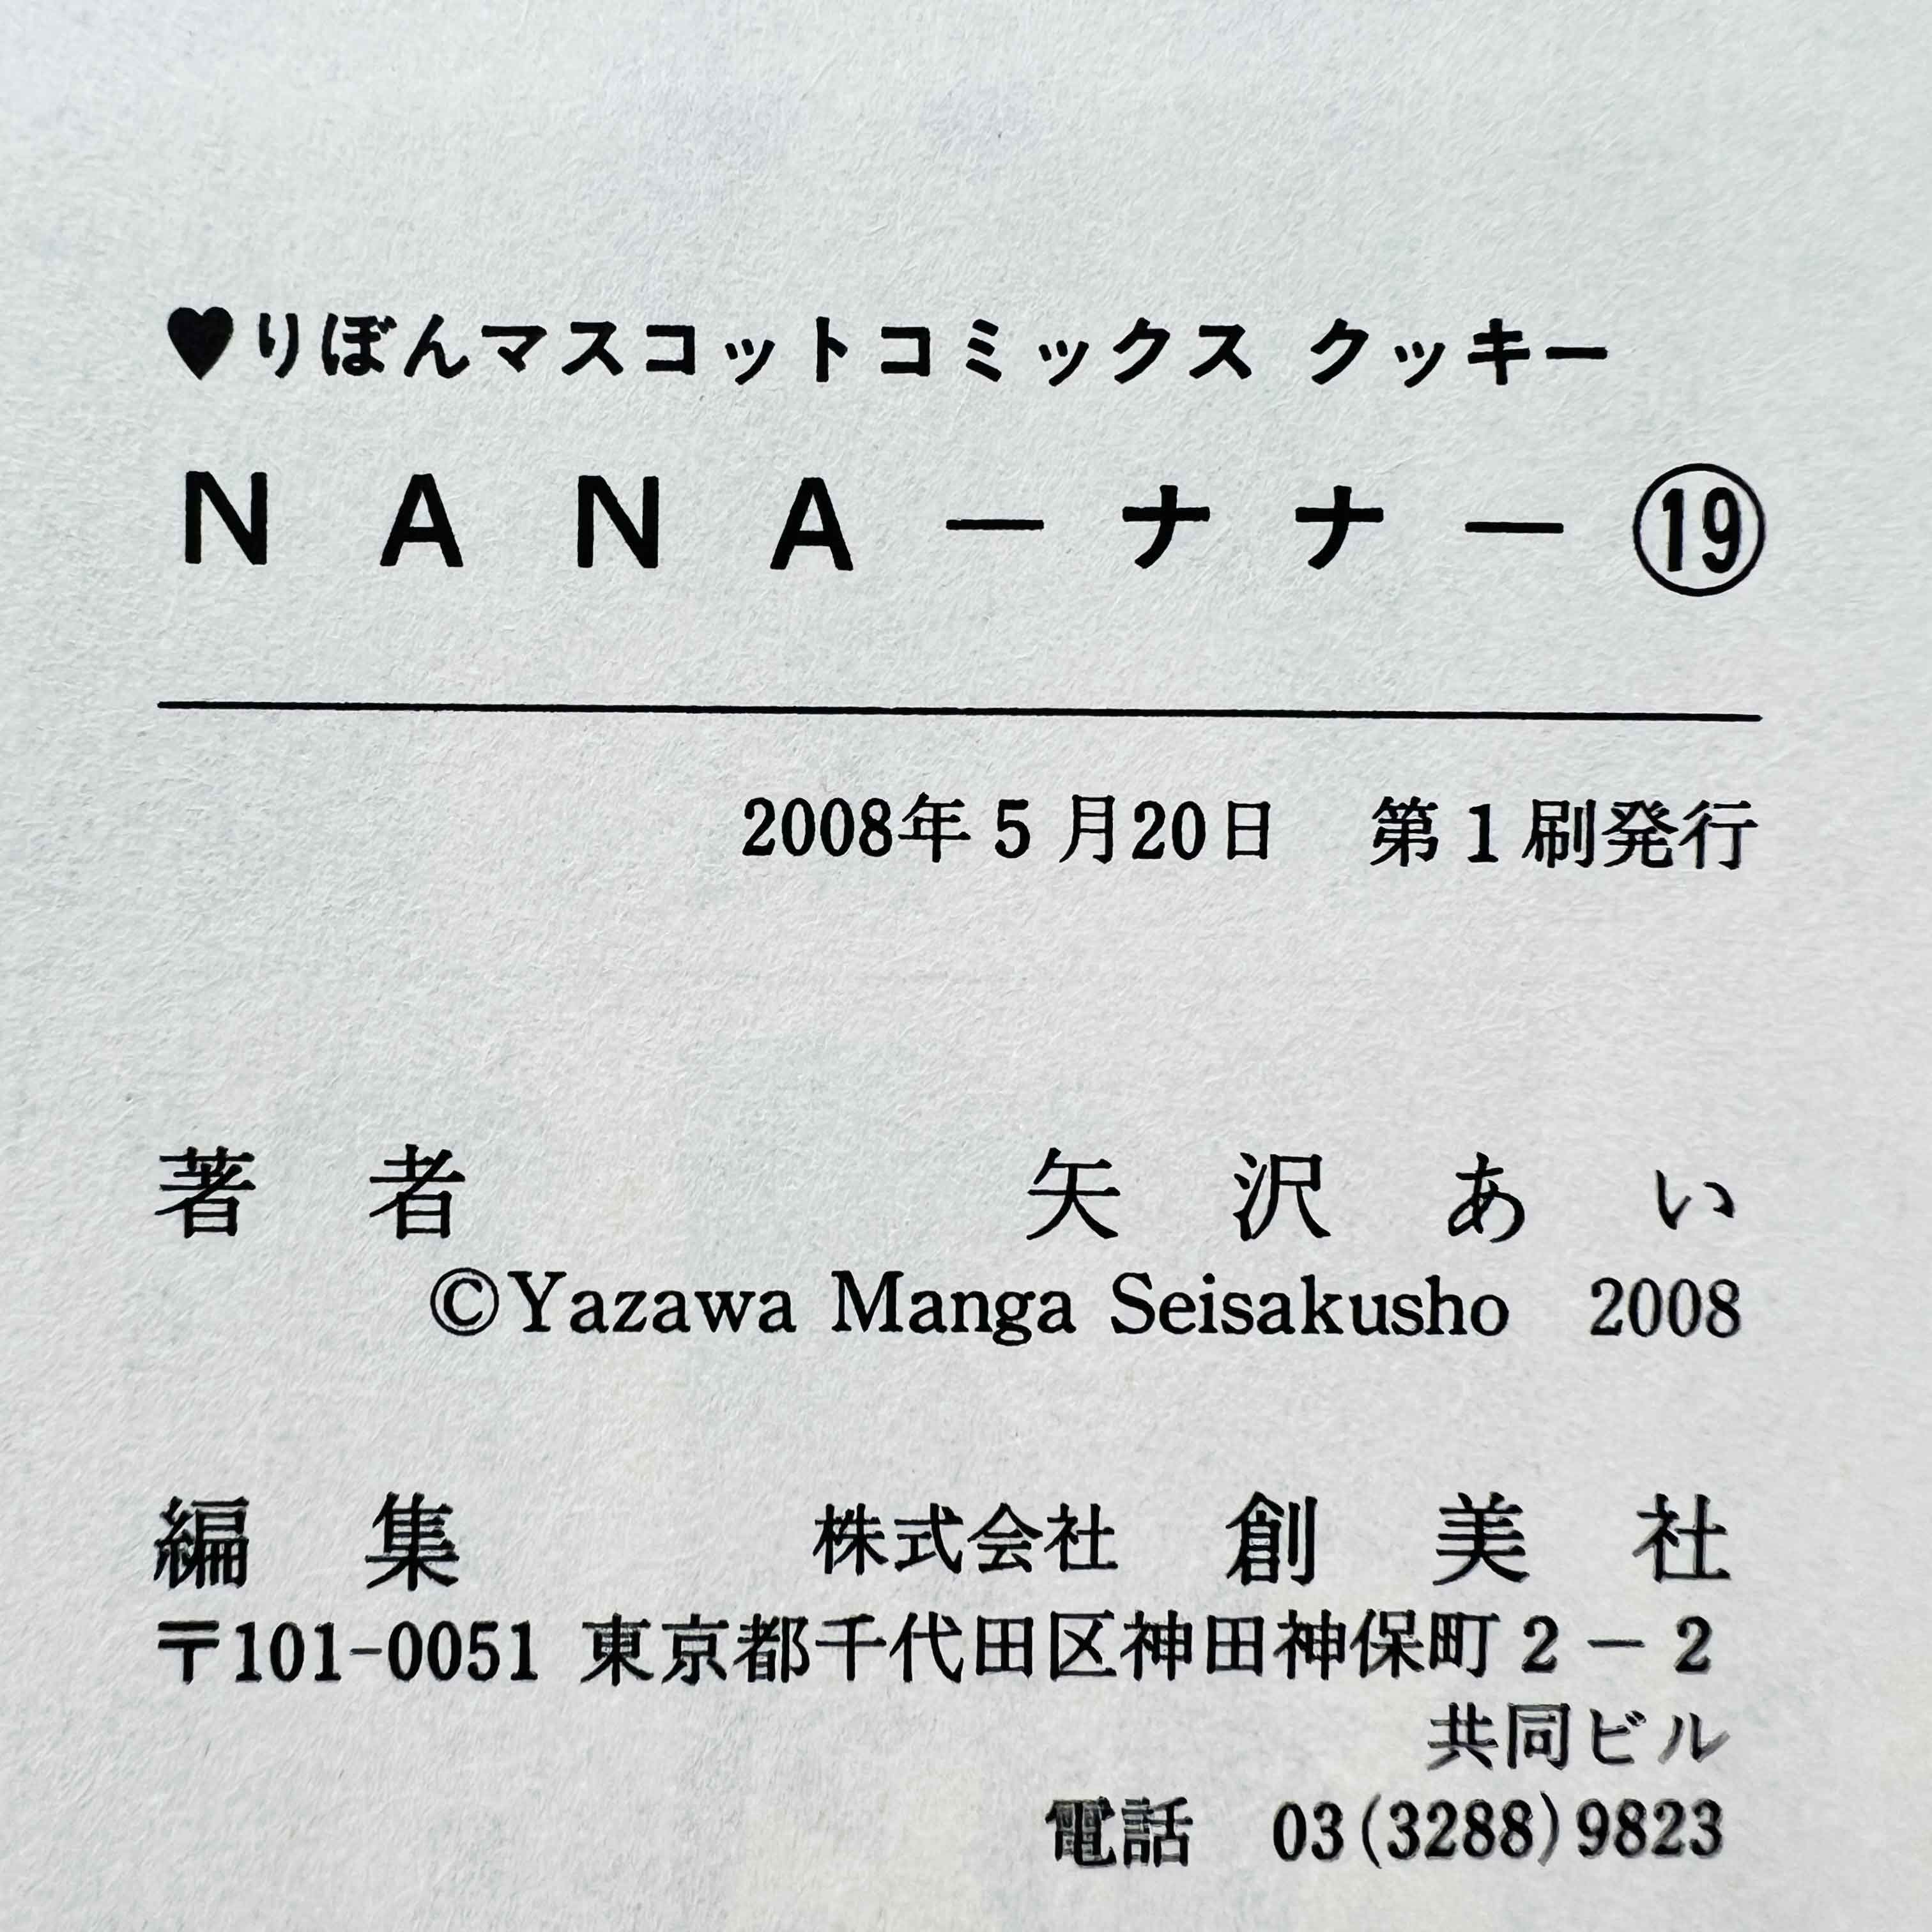 ♥りぼんマスコットコミックス クッキー
NANA－ナナ－⑲
2008年5月20日　第1刷発行
著者　矢沢あい
©Yazawa Manga Seisakusho 2008
編集　株式会社 創美社
〒101-0051 東京都千代田区神田神保町2－2
共同ビル
電話　03(3288)9823